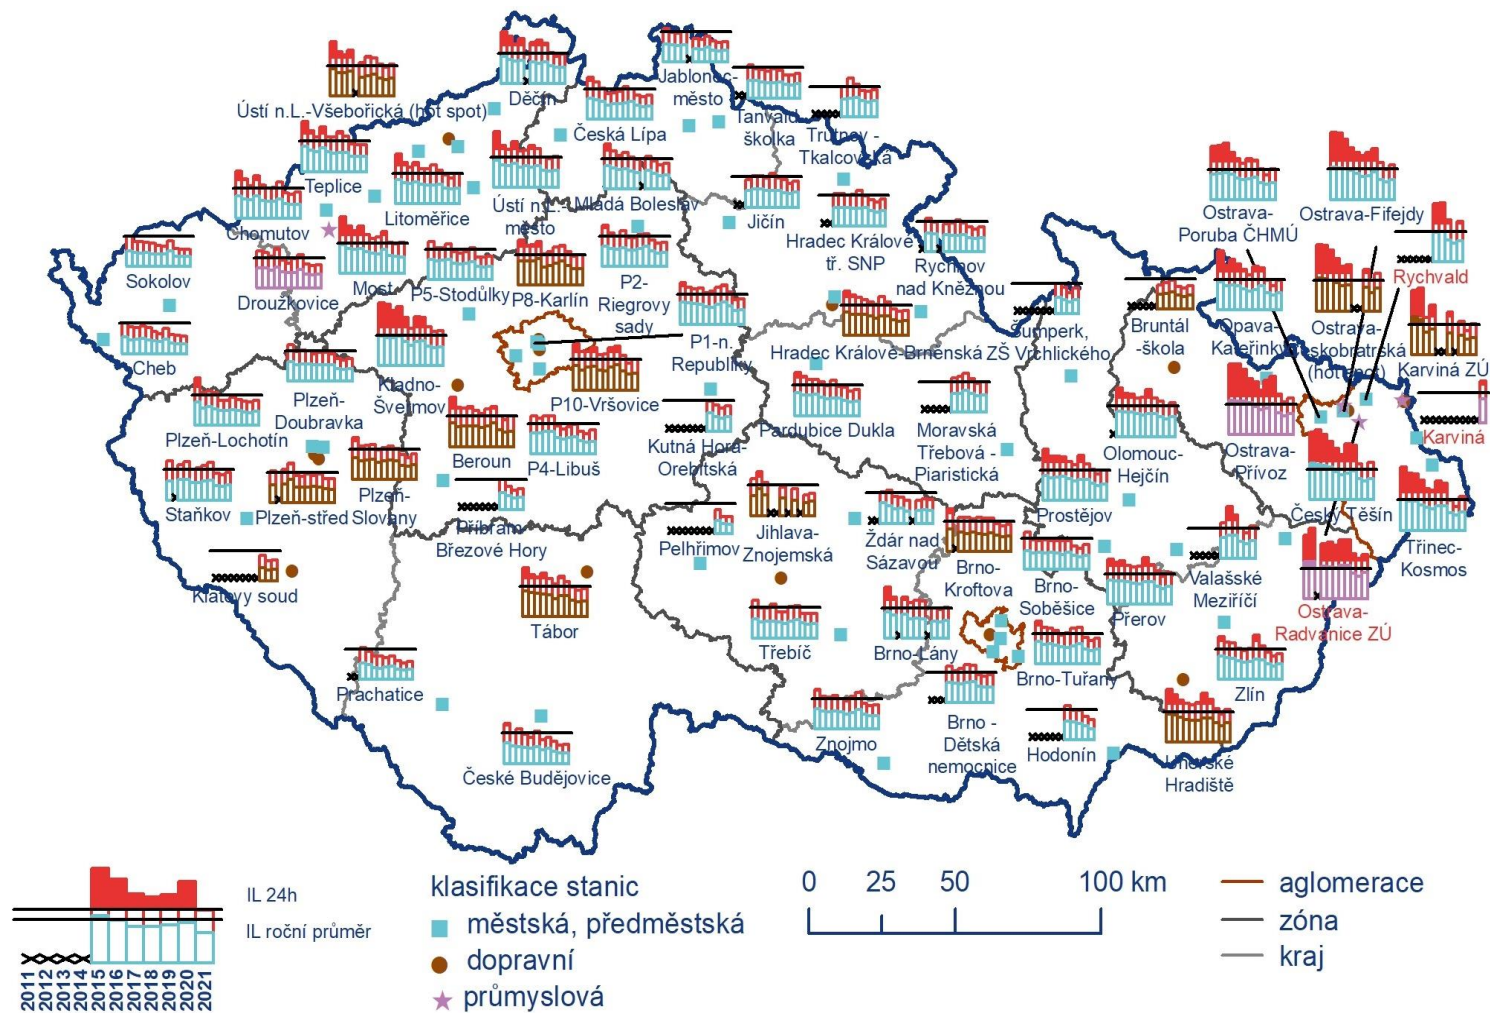 Ústí n.L.-Všebořická (hot spot)
Děčín
Jablonec-
město
Česká Lípa
Tanvald
školka
Trutnov -
Tkalcovská
Teplice
Litoměřice
Ústí n.L.-
město
Mladá Boleslav
Jičín
Hradec Králové
tř. SNP
Rychnov
nad Kněžnou
Chomutov
Sokolov
Droužkovice
Most
P5-Stodůlky
P8-Karlín
P2-
Riegrovy
sady
P1-n.
Republiky
Ostrava-
Poruba ČHMÚ
Ostrava-Fifejdy
Rychvald
Opava-
Kateřinky
Ostrava-
(hot spot)
Karviná ZÚ
Karviná
Cheb
Plzeň-
Doubravka
Kladno-
Švermov
P10-Vršovice
Hradec Králové-Brněnská
Šumperk,
ZŠ Vrchlického
Bruntál
-škola
Plzeň-Lochotín
Beroun
P4-Libuš
Kutná Hora-
Orebitská
Pardubice Dukla
Moravská
Třebová -
Piaristická
Olomouc-
Hejčín
Ostrava-
Přívoz
Staňkov
Plzeň-střed
Plzeň-
Slovany
Příbram
Březové Hory
Pelhřimov
Jihlava-
Znojemská
Ždár nad
Sázavou
Prostějov
Český Těšín
Třinec-
Kosmos
Klatovy soud
Tábor
Brno-
Kroftova
Brno-
Soběšice
Přerov
Valašské
Meziříčí
Ostrava-
Radvanice ZÚ
Třebíč
Brno-Lány
Brno-Tuřany
Zlín
Prachatice
České Budějovice
Znojmo
Brno -
Dětská
nemocnice
Hodonín
Uherské
Hradiště
IL 24h
IL roční průměr
2011 2012 2013 2014 2015 2016 2017 2018 2019 2020 2021
klasifikace stanic
městská, předměstská
dopravní
průmyslová
0 25 50 100 km
aglomerace
zóna
kraj